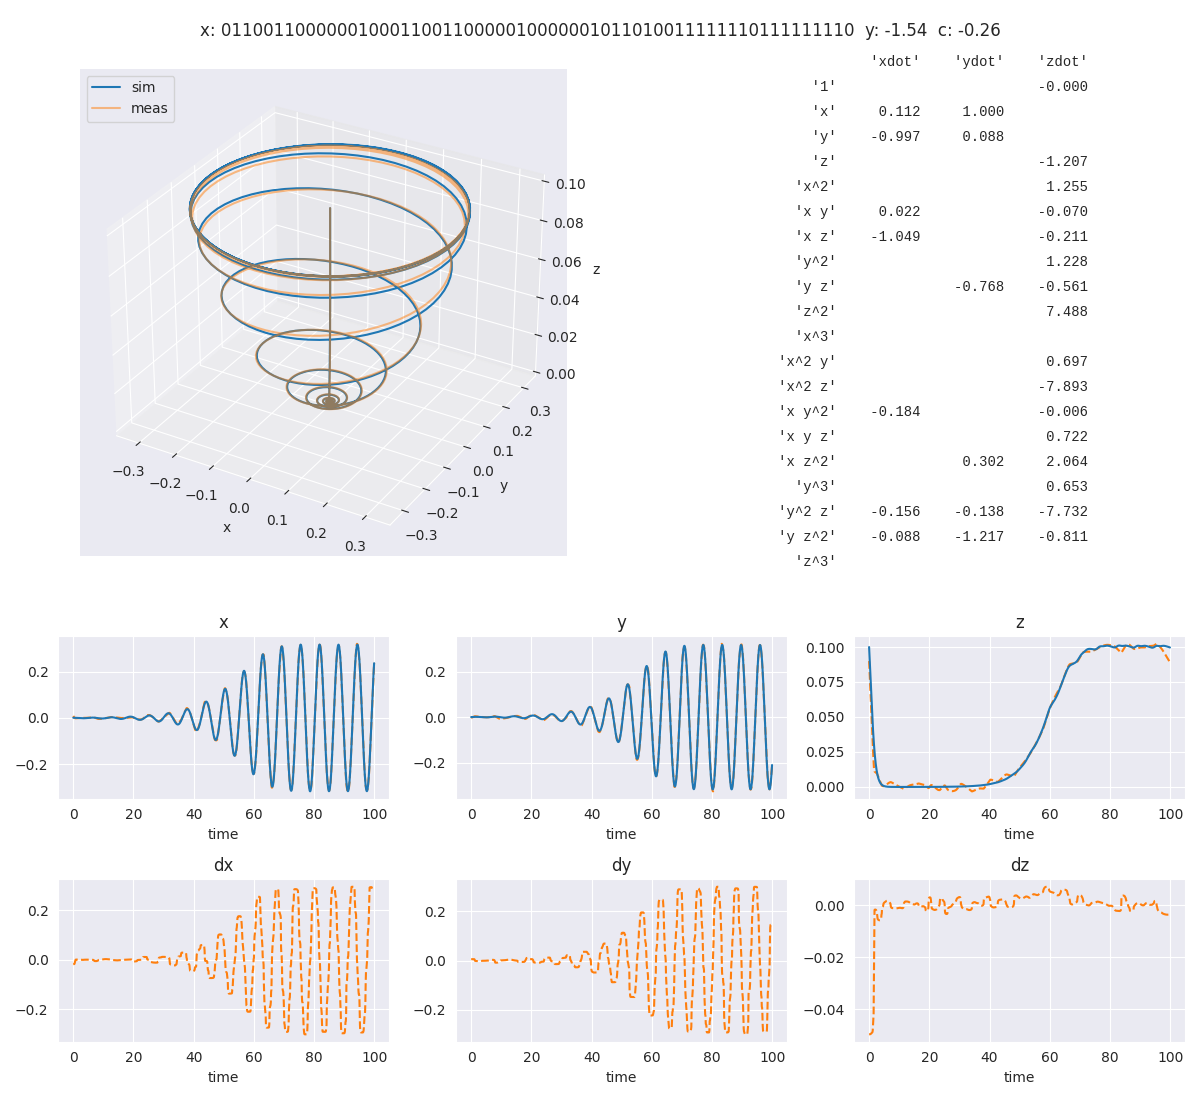 x: 011001100000010001100110000010000001011010011111110111111110 y: -1.54 c: -0.26
sim
meas
0.10
0.08
0.06
0.04
0.02
0.00
z
−0.3
−0.2
−0.1
0.0
0.1
0.2
0.3
x
0.3
0.2
0.1
0.0
−0.1
−0.2
−0.3
y
'xdot' 'ydot' 'zdot'
'1' -0.000
'x' 0.112 1.000
'y' -0.997 0.088
'z' -1.207
'x^2' 1.255
'x y' 0.022 -0.070
'x z' -1.049 -0.211
'y^2' 1.228
'y z' -0.768 -0.561
'z^2' 7.488
'x^3'
'x^2 y' 0.697
'x^2 z' -7.893
'x y^2' -0.184 -0.006
'x y z' 0.722
'x z^2' 0.302 2.064
'y^3' 0.653
'y^2 z' -0.156 -0.138 -7.732
'y z^2' -0.088 -1.217 -0.811
'z^3'
x
0.2
0.0
−0.2
0 20 40 60 80 100
time
y
0.2
0.0
−0.2
0 20 40 60 80 100
time
z
0.100
0.075
0.050
0.025
0.000
0 20 40 60 80 100
time
dx
0.2
0.0
−0.2
0 20 40 60 80 100
time
dy
0.2
0.0
−0.2
0 20 40 60 80 100
time
dz
0.00
−0.02
−0.04
0 20 40 60 80 100
time